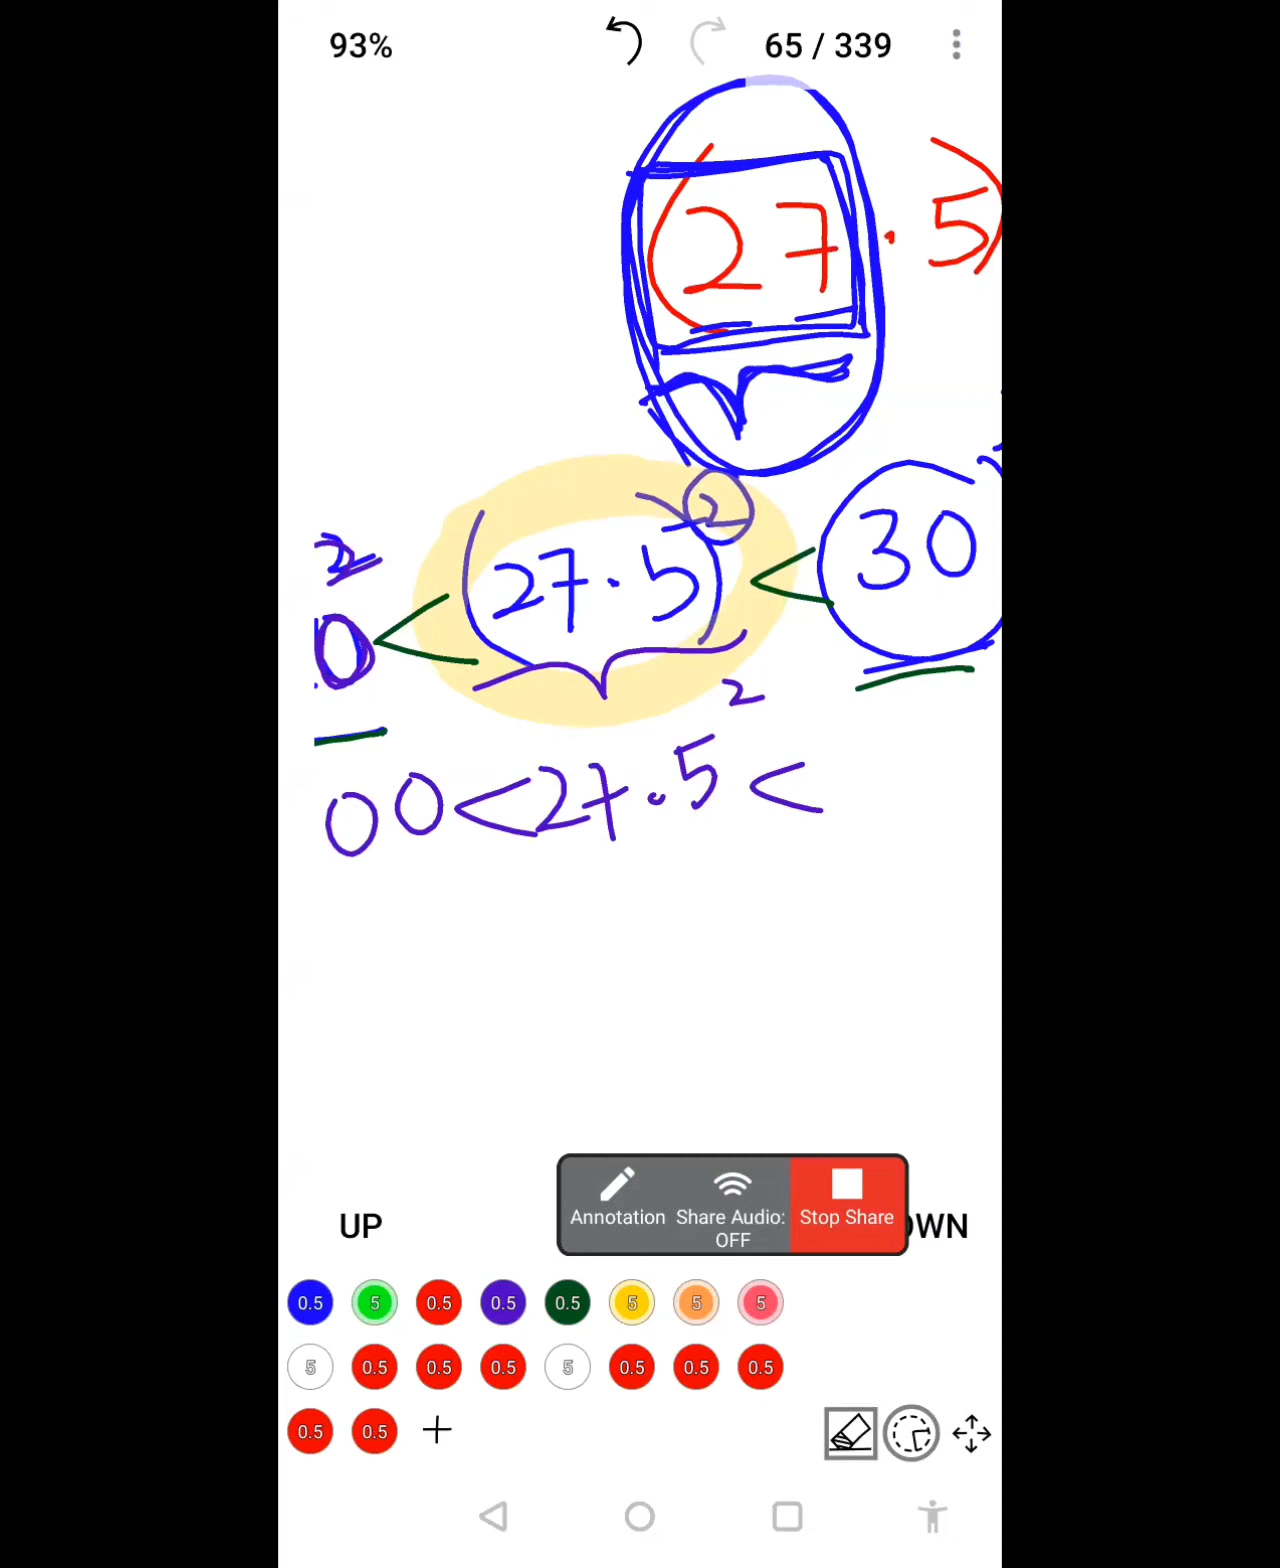 93% 65 / 339
(27.5)
2
0 < (27.5)² < 30
00 < 27.5² <
Annotation Share Audio: OFF Stop Share
UP OWN
0.5 5 0.5 0.5 0.5 5 5 5
5 0.5 0.5 0.5 5 0.5 0.5 0.5
0.5 0.5 +